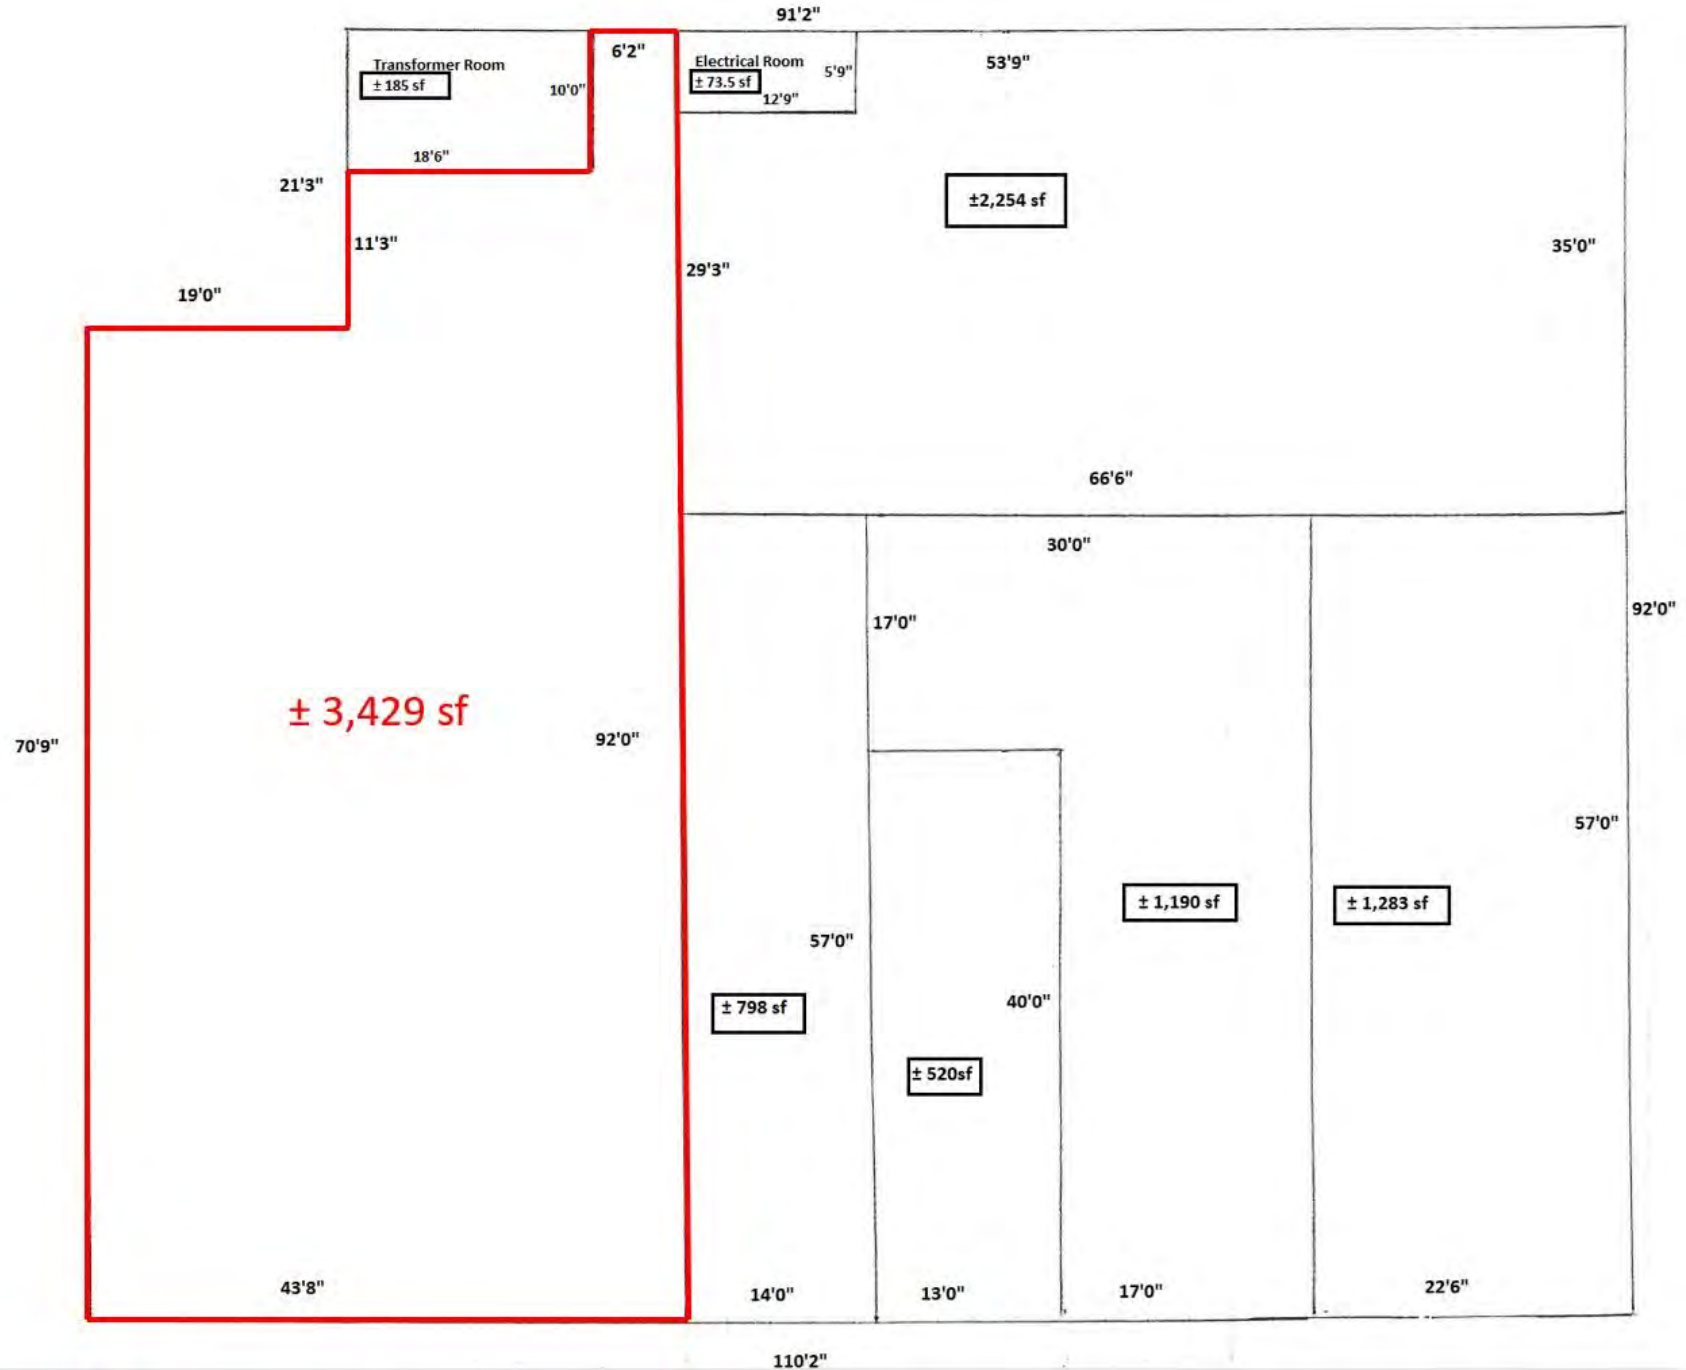 91'2"
6'2"
Transformer Room
± 185 sf
10'0"
18'6"
Electrical Room
± 73.5 sf
5'9"
12'9"
53'9"
21'3"
11'3"
19'0"
29'3"
±2,254 sf
35'0"
66'6"
30'0"
17'0"
92'0"
± 3,429 sf
70'9"
92'0"
57'0"
± 1,190 sf
± 1,283 sf
57'0"
40'0"
± 798 sf
± 520sf
43'8"
14'0"
13'0"
17'0"
22'6"
110'2"